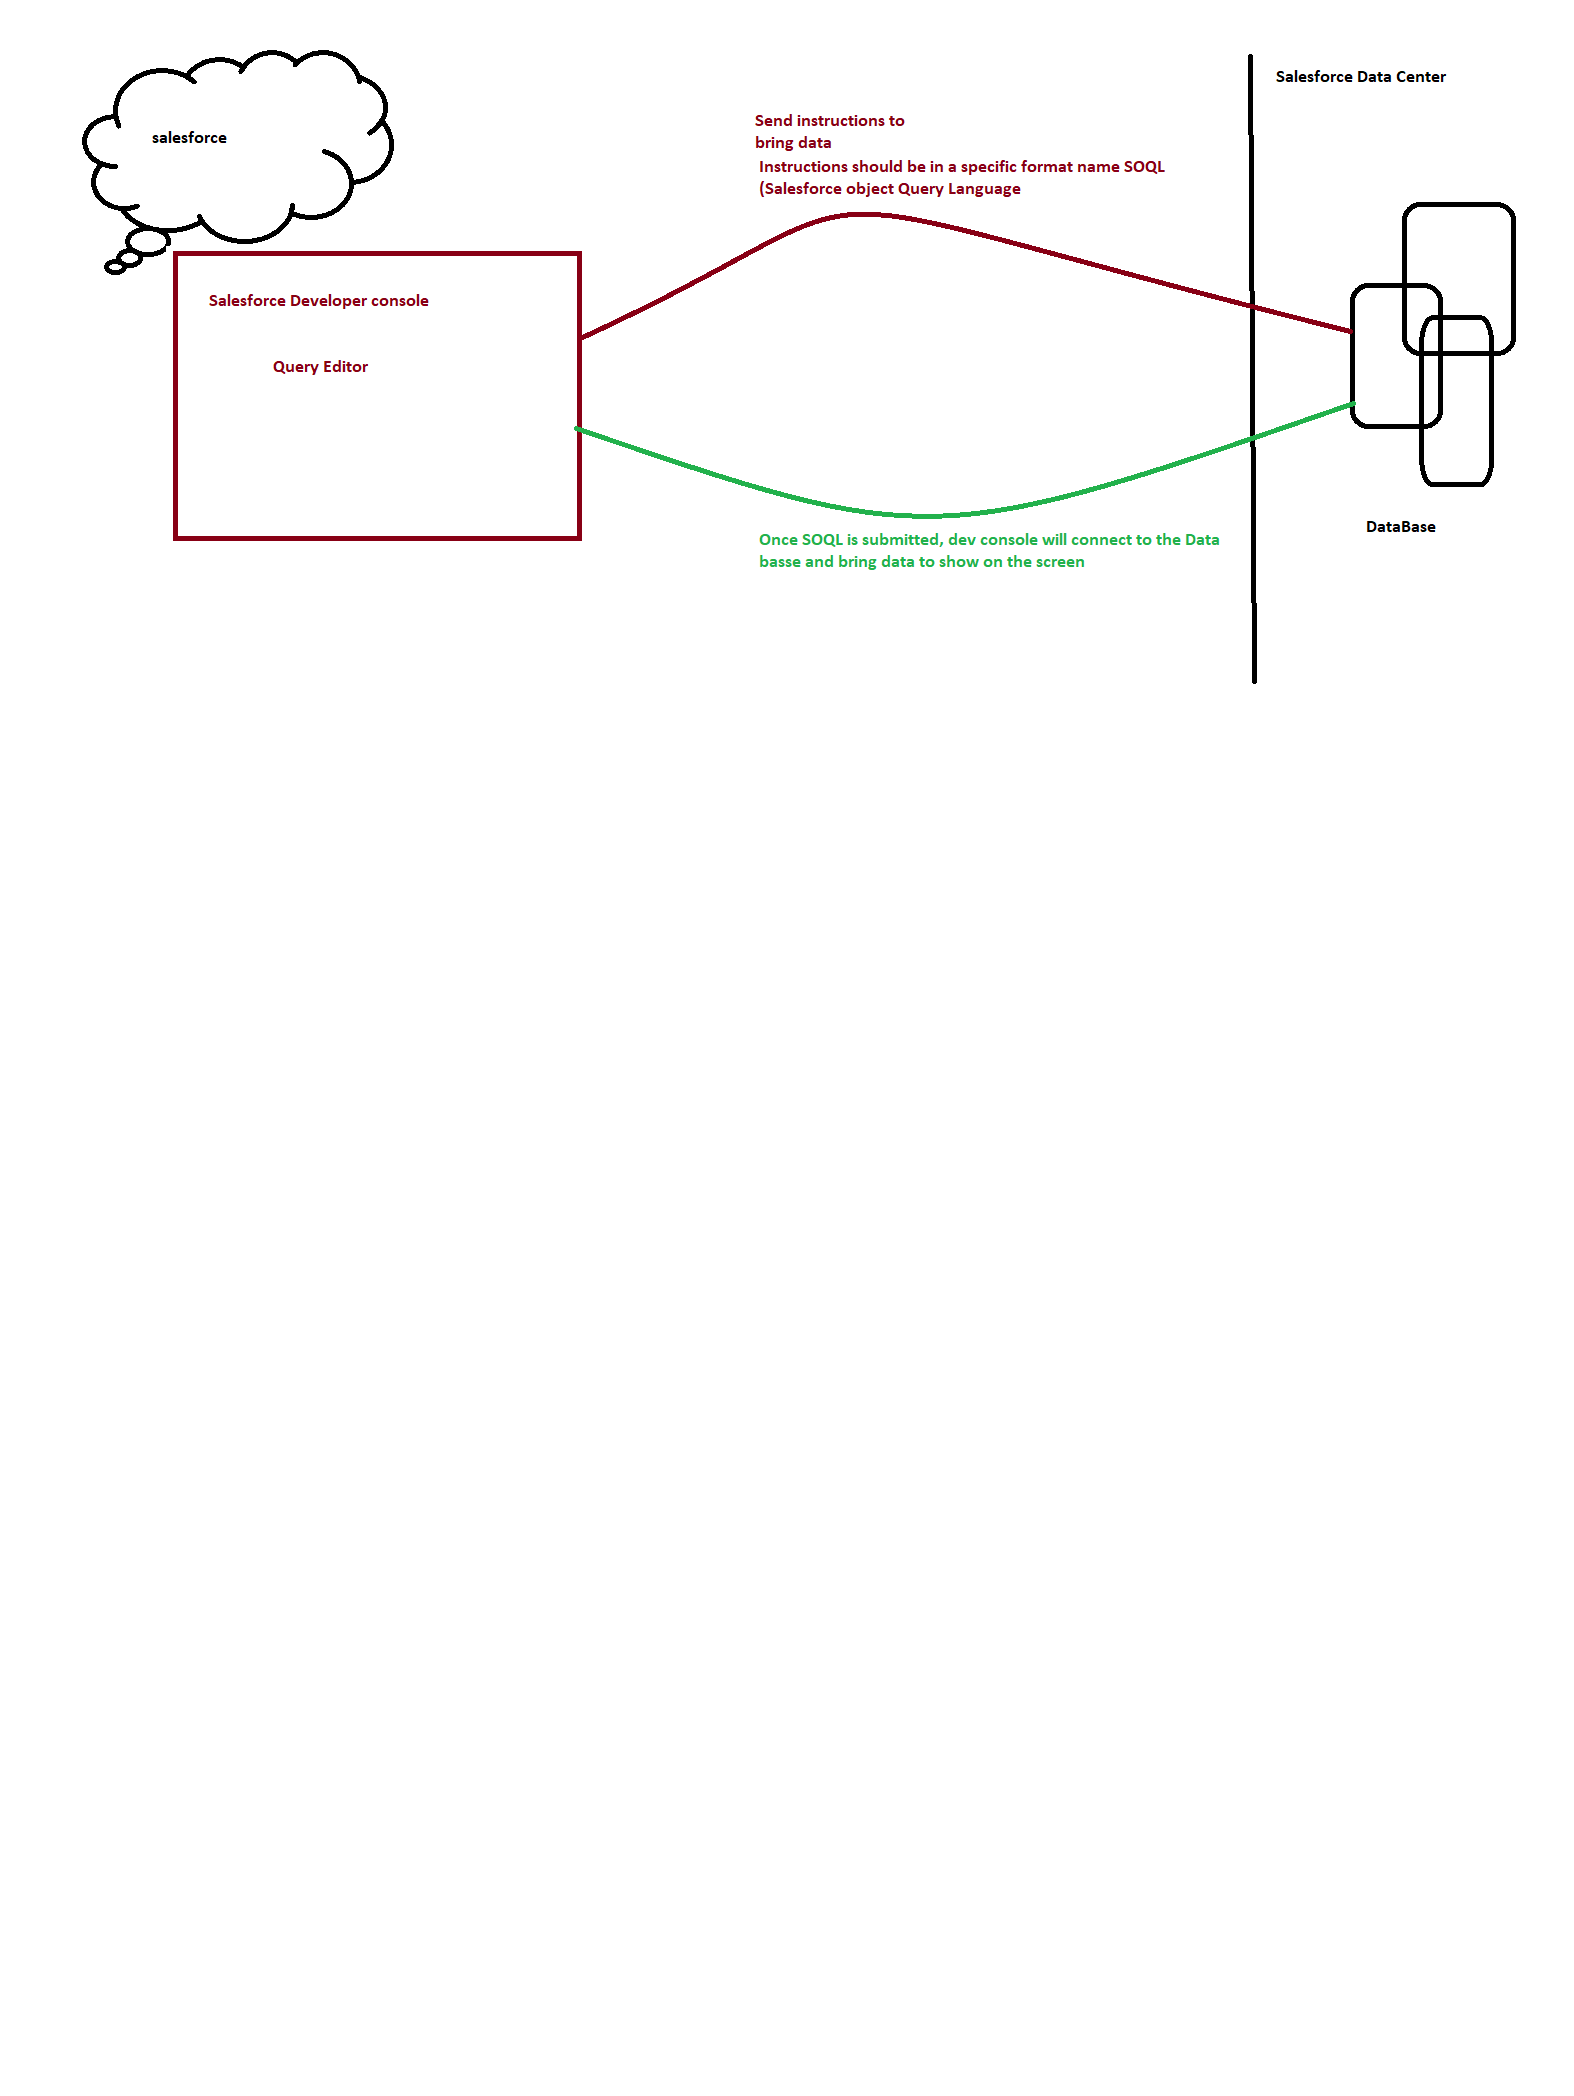 salesforce
Salesforce Data Center
Send instructions to
bring data
Instructions should be in a specific format name SOQL
(Salesforce object Query Language
Salesforce Developer console
Query Editor
DataBase
Once SOQL is submitted, dev console will connect to the Data
basse and bring data to show on the screen